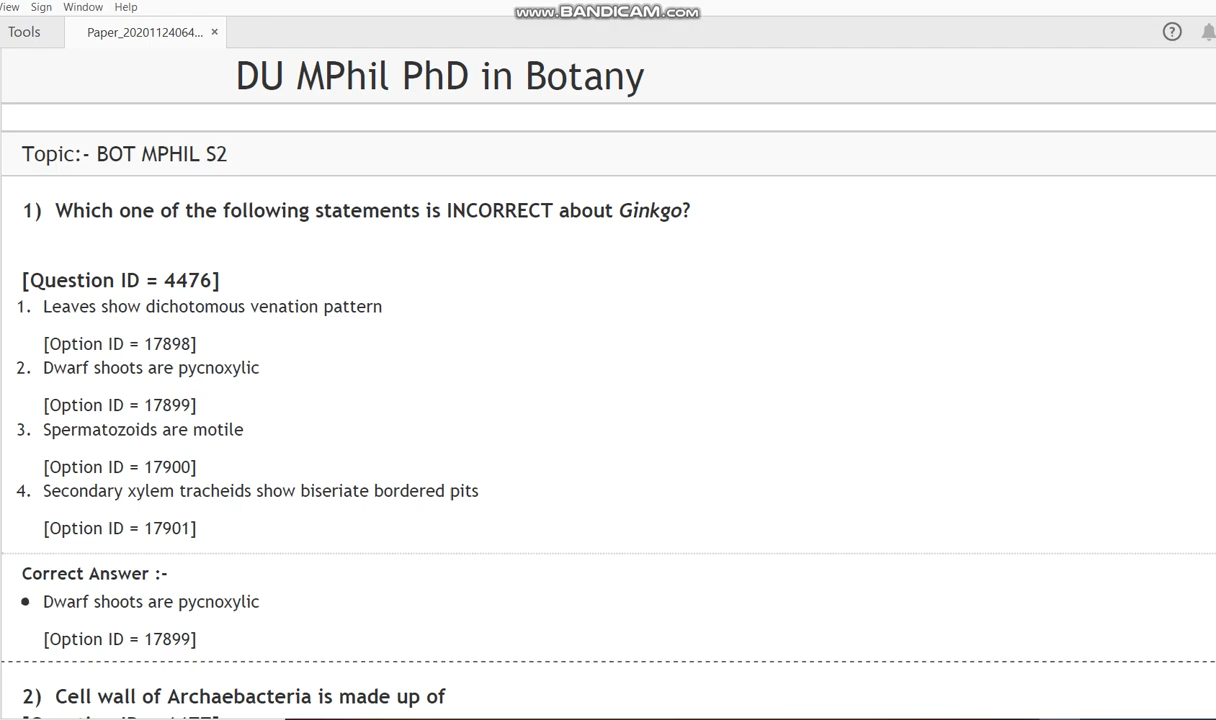 View Sign Window Help
www.BANDICAM.com
Tools Paper_20201124064... × ?
DU MPhil PhD in Botany
Topic:- BOT MPHIL S2
1) Which one of the following statements is INCORRECT about Ginkgo?
[Question ID = 4476]
1. Leaves show dichotomous venation pattern
[Option ID = 17898]
2. Dwarf shoots are pycnoxylic
[Option ID = 17899]
3. Spermatozoids are motile
[Option ID = 17900]
4. Secondary xylem tracheids show biseriate bordered pits
[Option ID = 17901]
Correct Answer :-
• Dwarf shoots are pycnoxylic
[Option ID = 17899]
2) Cell wall of Archaebacteria is made up of